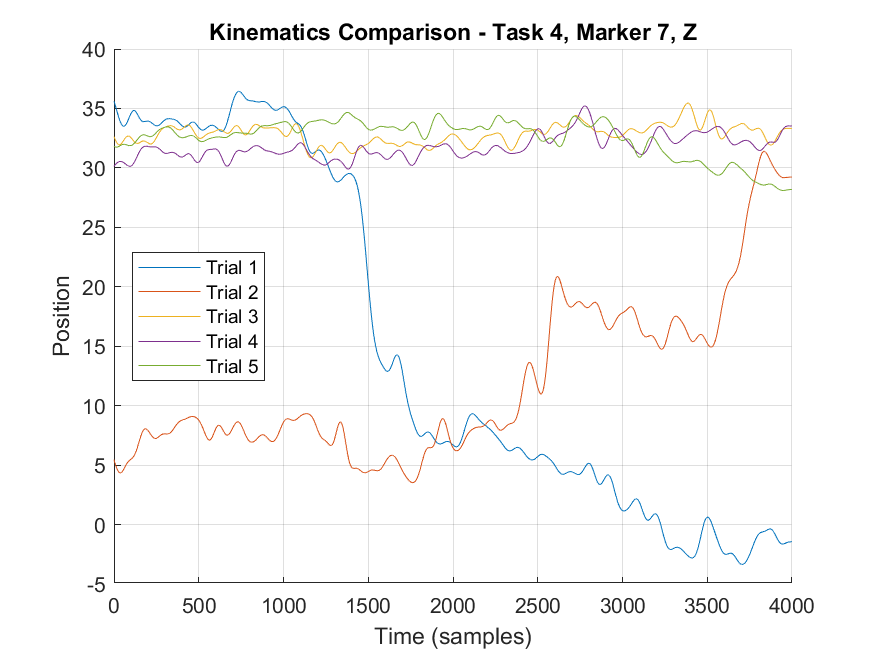 Kinematics Comparison - Task 4, Marker 7, Z
40
35
30
25
20
15
10
5
0
-5
Position
Trial 1
Trial 2
Trial 3
Trial 4
Trial 5
0 500 1000 1500 2000 2500 3000 3500 4000
Time (samples)